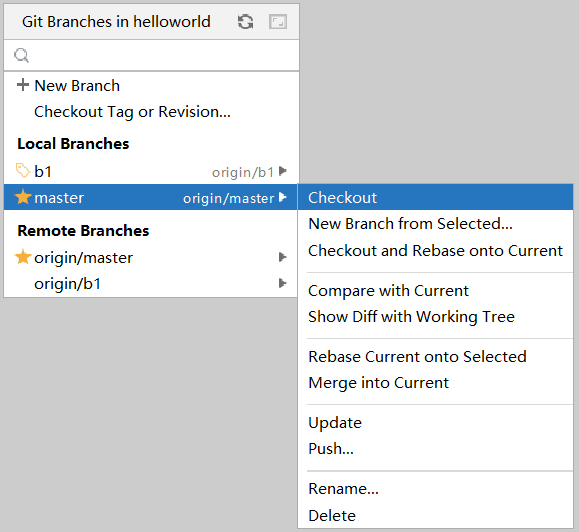 Git Branches in helloworld
New Branch
Checkout Tag or Revision...
Local Branches
b1 origin/b1
master origin/master
Remote Branches
origin/master
origin/b1
Checkout
New Branch from Selected...
Checkout and Rebase onto Current
Compare with Current
Show Diff with Working Tree
Rebase Current onto Selected
Merge into Current
Update
Push...
Rename...
Delete